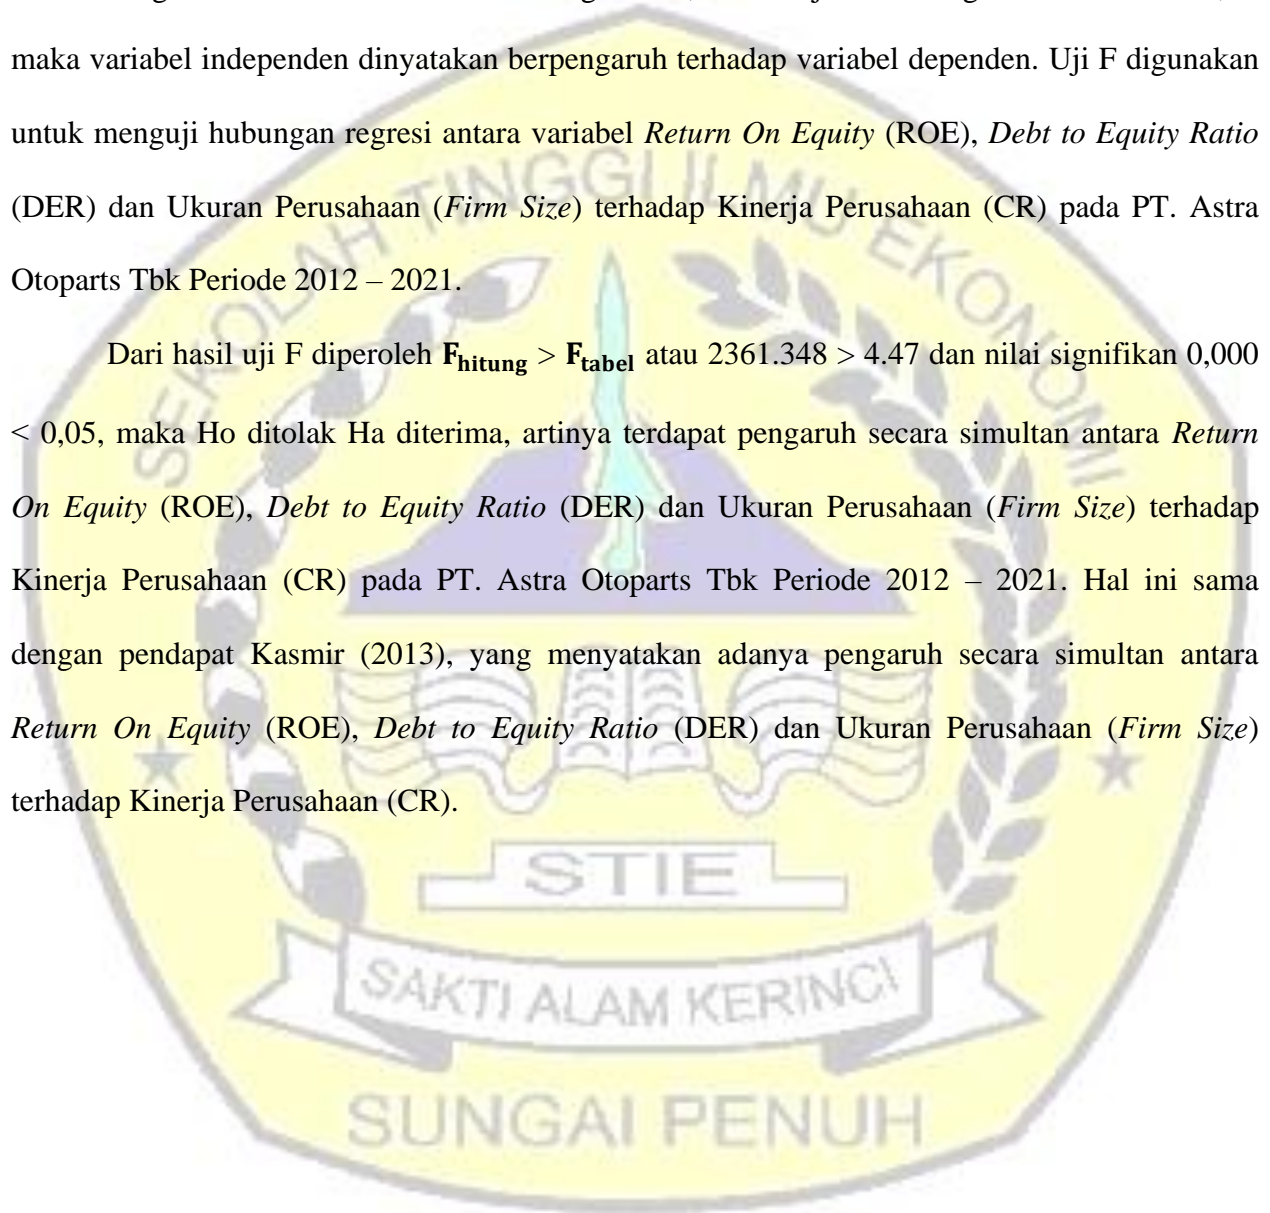 maka variabel independen dinyatakan berpengaruh terhadap variabel dependen. Uji F digunakan
untuk menguji hubungan regresi antara variabel Return On Equity (ROE), Debt to Equity Ratio
(DER) dan Ukuran Perusahaan (Firm Size) terhadap Kinerja Perusahaan (CR) pada PT. Astra
Otoparts Tbk Periode 2012 – 2021.
Dari hasil uji F diperoleh F_hitung > F_tabel atau 2361.348 > 4.47 dan nilai signifikan 0,000
< 0,05, maka Ho ditolak Ha diterima, artinya terdapat pengaruh secara simultan antara Return
On Equity (ROE), Debt to Equity Ratio (DER) dan Ukuran Perusahaan (Firm Size) terhadap
Kinerja Perusahaan (CR) pada PT. Astra Otoparts Tbk Periode 2012 – 2021. Hal ini sama
dengan pendapat Kasmir (2013), yang menyatakan adanya pengaruh secara simultan antara
Return On Equity (ROE), Debt to Equity Ratio (DER) dan Ukuran Perusahaan (Firm Size)
terhadap Kinerja Perusahaan (CR).
SEKOLAH TINGGI ILMU EKONOMI
STIE
SAKTI ALAM KERINCI
SUNGAI PENUH